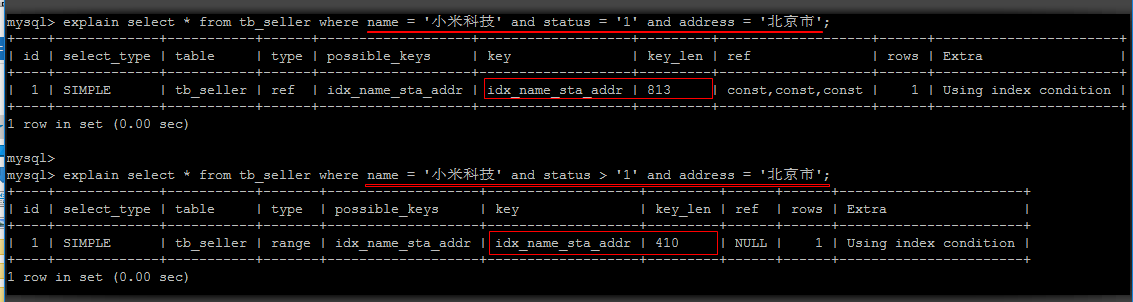 mysql> explain select * from tb_seller where name = '小米科技' and status = '1' and address = '北京市';
+----+-------------+-----------+------+-------------------+-------------------+---------+-------------------+------+-----------------------+
| id | select_type | table | type | possible_keys | key | key_len | ref | rows | Extra |
+----+-------------+-----------+------+-------------------+-------------------+---------+-------------------+------+-----------------------+
| 1 | SIMPLE | tb_seller | ref | idx_name_sta_addr | idx_name_sta_addr | 813 | const,const,const | 1 | Using index condition |
+----+-------------+-----------+------+-------------------+-------------------+---------+-------------------+------+-----------------------+
1 row in set (0.00 sec)
mysql>
mysql> explain select * from tb_seller where name = '小米科技' and status > '1' and address = '北京市';
+----+-------------+-----------+-------+-------------------+-------------------+---------+------+------+-----------------------+
| id | select_type | table | type | possible_keys | key | key_len | ref | rows | Extra |
+----+-------------+-----------+-------+-------------------+-------------------+---------+------+------+-----------------------+
| 1 | SIMPLE | tb_seller | range | idx_name_sta_addr | idx_name_sta_addr | 410 | NULL | 1 | Using index condition |
+----+-------------+-----------+-------+-------------------+-------------------+---------+------+------+-----------------------+
1 row in set (0.00 sec)